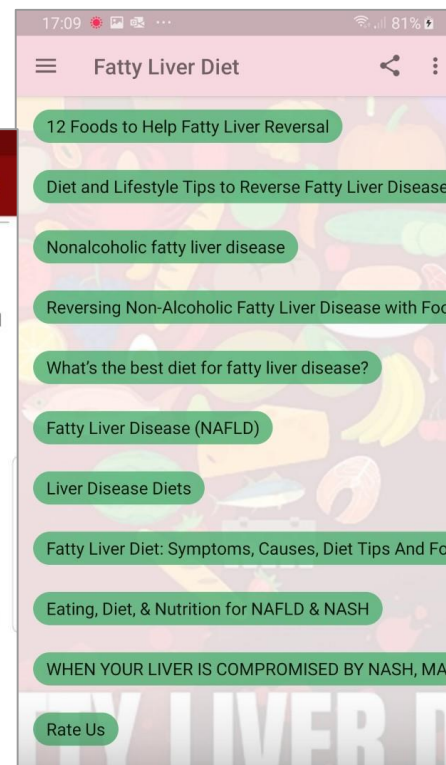 17:09 81%
Fatty Liver Diet
12 Foods to Help Fatty Liver Reversal
Diet and Lifestyle Tips to Reverse Fatty Liver Disease
Nonalcoholic fatty liver disease
Reversing Non-Alcoholic Fatty Liver Disease with Foo
What's the best diet for fatty liver disease?
Fatty Liver Disease (NAFLD)
Liver Disease Diets
Fatty Liver Diet: Symptoms, Causes, Diet Tips And Fo
Eating, Diet, & Nutrition for NAFLD & NASH
WHEN YOUR LIVER IS COMPROMISED BY NASH, MA
TY LIVER D
Rate Us